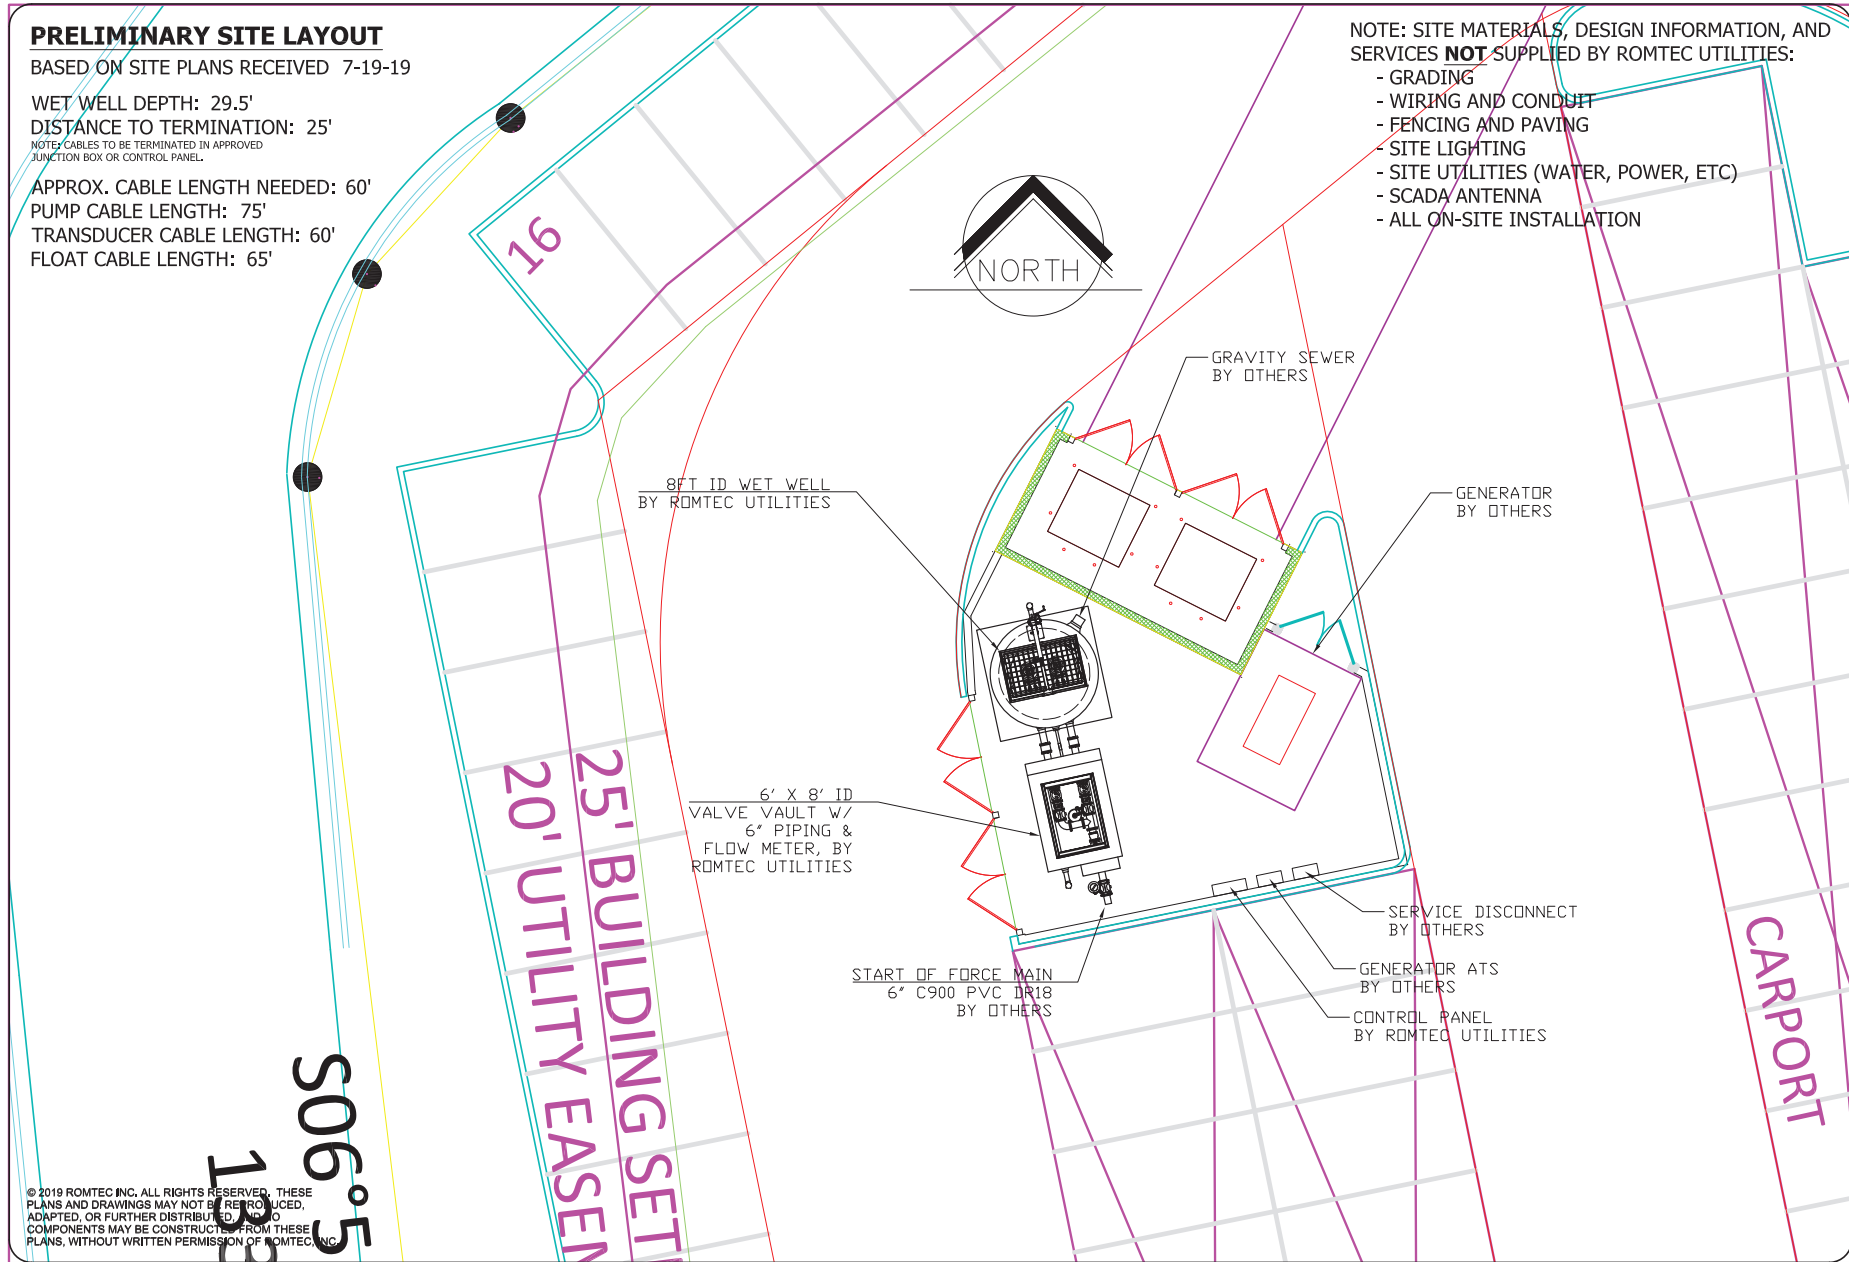 PRELIMINARY SITE LAYOUT
BASED ON SITE PLANS RECEIVED 7-19-19
WET WELL DEPTH: 29.5'
DISTANCE TO TERMINATION: 25'
NOTE: CABLES TO BE TERMINATED IN APPROVED
JUNCTION BOX OR CONTROL PANEL.
APPROX. CABLE LENGTH NEEDED: 60'
PUMP CABLE LENGTH: 75'
TRANSDUCER CABLE LENGTH: 60'
FLOAT CABLE LENGTH: 65'
NOTE: SITE MATERIALS, DESIGN INFORMATION, AND
SERVICES NOT SUPPLIED BY ROMTEC UTILITIES:
- GRADING
- WIRING AND CONDUIT
- FENCING AND PAVING
- SITE LIGHTING
- SITE UTILITIES (WATER, POWER, ETC)
- SCADA ANTENNA
- ALL ON-SITE INSTALLATION
16
NORTH
GRAVITY SEWER
BY OTHERS
8FT ID WET WELL
BY ROMTEC UTILITIES
GENERATOR
BY OTHERS
6' X 8' ID
VALVE VAULT W/
6" PIPING &
FLOW METER, BY
ROMTEC UTILITIES
SERVICE DISCONNECT
BY OTHERS
START OF FORCE MAIN
6" C900 PVC DR18
BY OTHERS
GENERATOR ATS
BY OTHERS
CONTROL PANEL
BY ROMTEC UTILITIES
25' BUILDING SET
20' UTILITY EASEM
CARPORT
S06°5
133
© 2019 ROMTEC INC. ALL RIGHTS RESERVED. THESE
PLANS AND DRAWINGS MAY NOT BE REPRODUCED,
ADAPTED, OR FURTHER DISTRIBUTED, AND NO
COMPONENTS MAY BE CONSTRUCTED FROM THESE
PLANS, WITHOUT WRITTEN PERMISSION OF ROMTEC, INC.